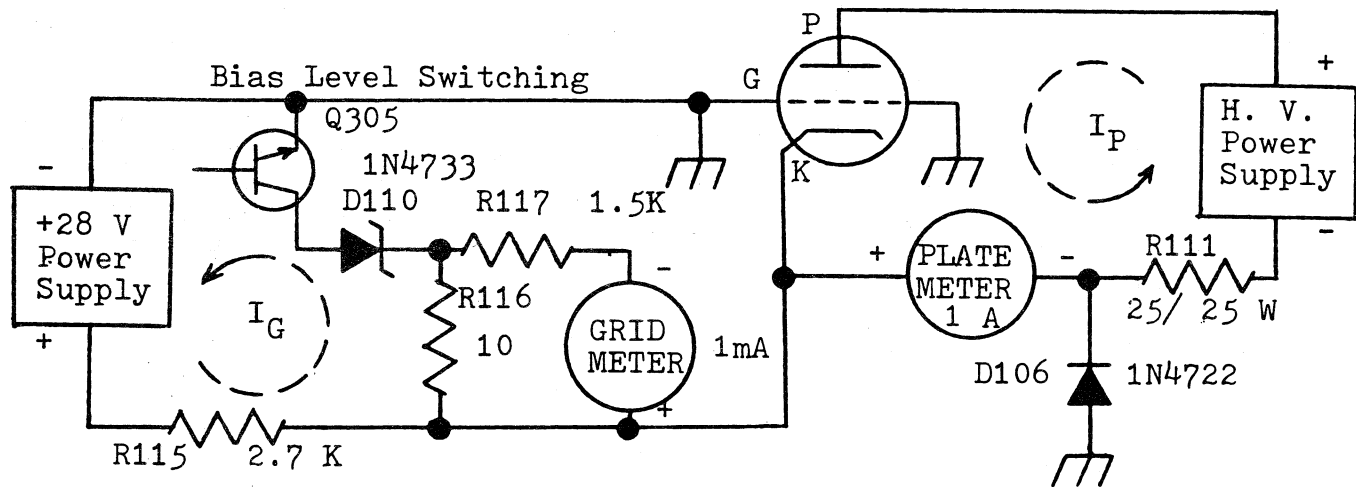 Bias Level Switching
Q305
1N4733
D110
R117 1.5K
-
+28 V
Power
Supply
+
I_G
R116
10
-
GRID
METER
+
1mA
R115 2.7 K
P
G
K
I_P
+
H. V.
Power
Supply
-
+
PLATE
METER
1 A
-
R111
25/ 25 W
D106 1N4722